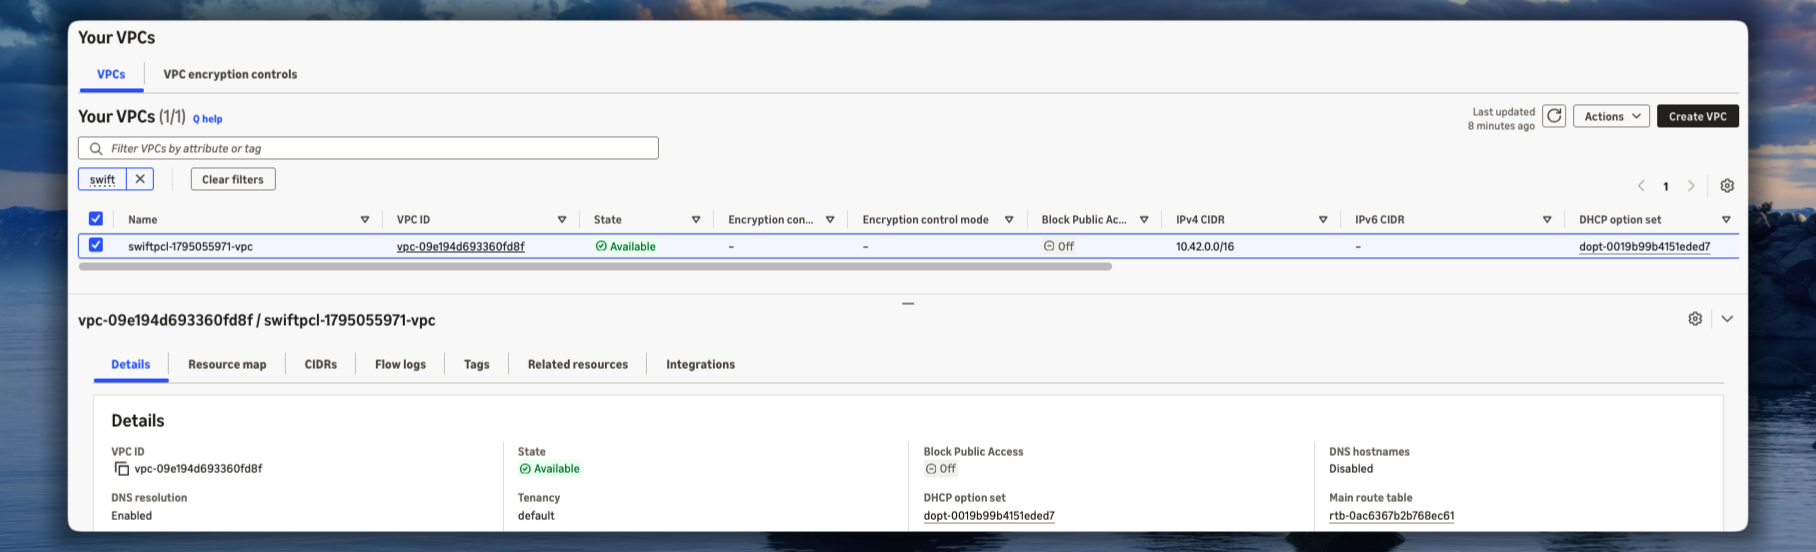 Your VPCs
VPCs VPC encryption controls
Your VPCs (1/1) Q help
Last updated
8 minutes ago
Actions
Create VPC
Filter VPCs by attribute or tag
swift
Clear filters
1
Name VPC ID State Encryption con... Encryption control mode Block Public Ac... IPv4 CIDR IPv6 CIDR DHCP option set
swiftpcl-1795055971-vpc vpc-09e194d693360fd8f Available – – Off 10.42.0.0/16 – dopt-0019b99b4151eded7
vpc-09e194d693360fd8f / swiftpcl-1795055971-vpc
Details Resource map CIDRs Flow logs Tags Related resources Integrations
Details
VPC ID State Block Public Access DNS hostnames
vpc-09e194d693360fd8f Available Off Disabled
DNS resolution Tenancy DHCP option set Main route table
Enabled default dopt-0019b99b4151eded7 rtb-0ac6367b2b768ec61